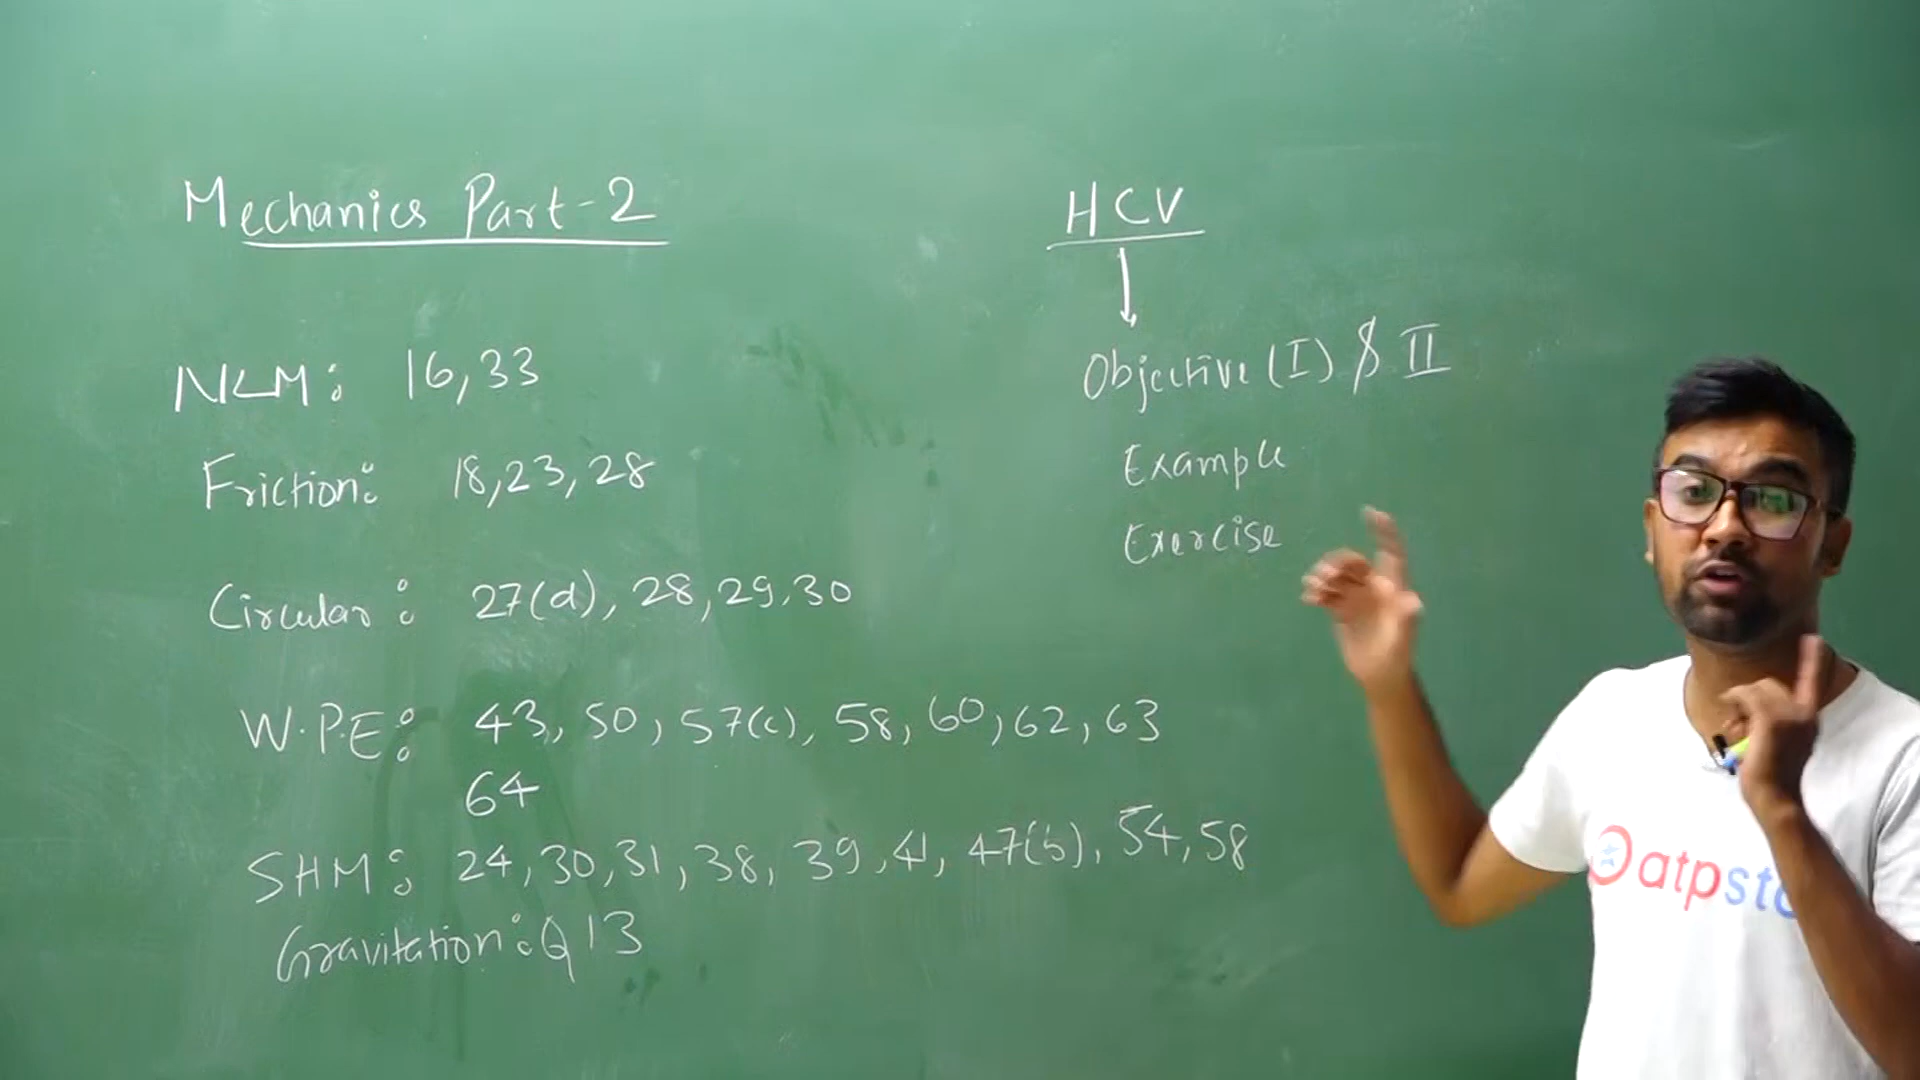 Mechanics Part-2
NLM: 16,33
Friction: 18,23,28
Circular: 27(d), 28,29,30
W.P.E: 43, 50, 57(c), 58, 60, 62, 63
64
SHM: 24,30,31,38, 39,41, 47(b), 54,58
Gravitation: Q 13
HCV
Objective (I) & II
Example
Exercise